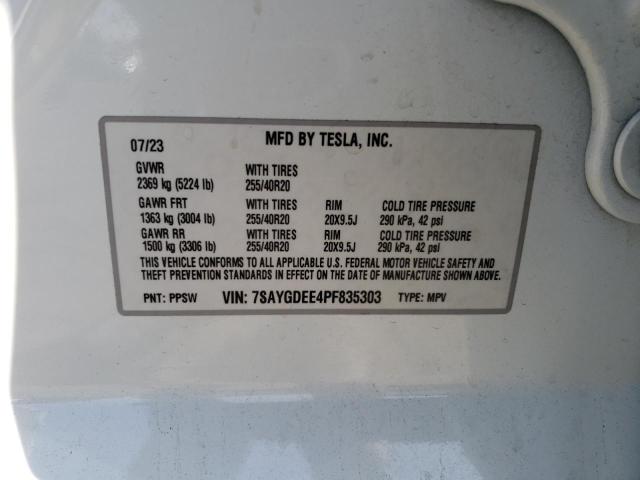 07/23 MFD BY TESLA, INC.
GVWR WITH TIRES
2369 kg (5224 lb) 255/40R20
GAWR FRT WITH TIRES RIM COLD TIRE PRESSURE
1363 kg (3004 lb) 255/40R20 20X9.5J 290 kPa, 42 psi
GAWR RR WITH TIRES RIM COLD TIRE PRESSURE
1500 kg (3306 lb) 255/40R20 20X9.5J 290 kPa, 42 psi
THIS VEHICLE CONFORMS TO ALL APPLICABLE U.S. FEDERAL MOTOR VEHICLE SAFETY AND
THEFT PREVENTION STANDARDS IN EFFECT ON THE DATE OF MANUFACTURE SHOWN ABOVE.
PNT: PPSW VIN: 7SAYGDEE4PF835303 TYPE: MPV